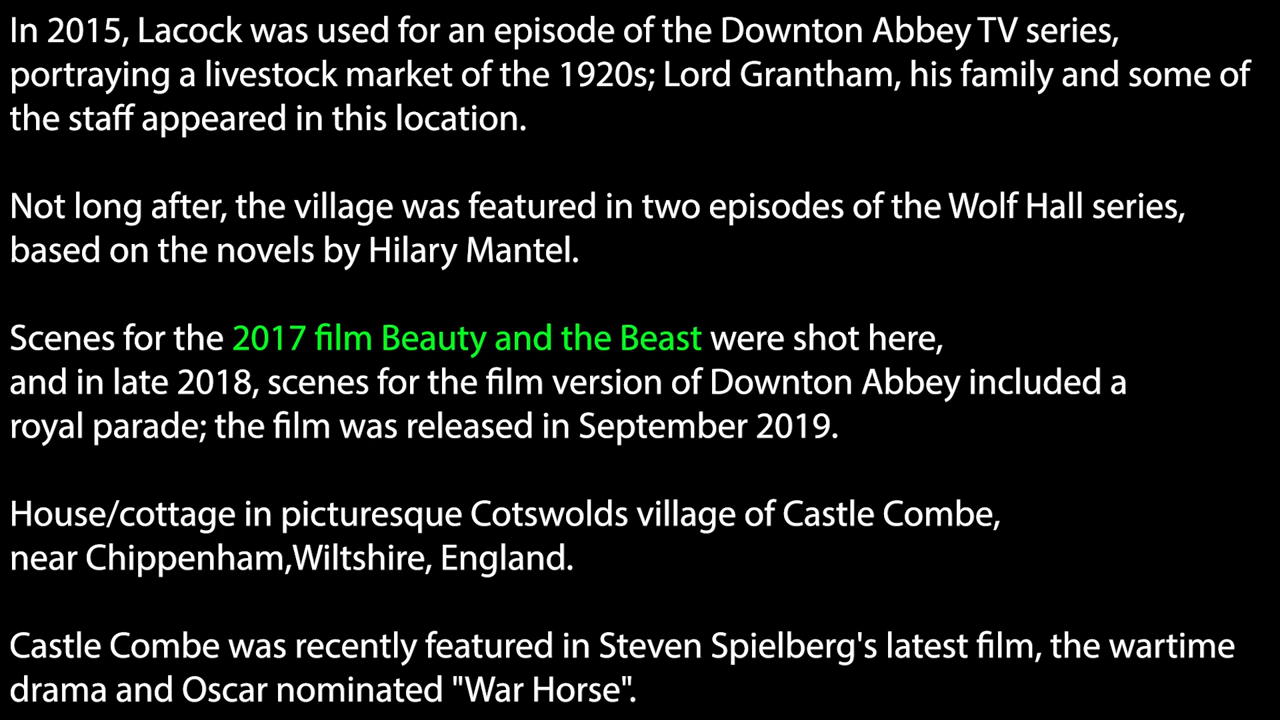 In 2015, Lacock was used for an episode of the Downton Abbey TV series,
portraying a livestock market of the 1920s; Lord Grantham, his family and some of
the staff appeared in this location.
Not long after, the village was featured in two episodes of the Wolf Hall series,
based on the novels by Hilary Mantel.
Scenes for the 2017 film Beauty and the Beast were shot here,
and in late 2018, scenes for the film version of Downton Abbey included a
royal parade; the film was released in September 2019.
House/cottage in picturesque Cotswolds village of Castle Combe,
near Chippenham,Wiltshire, England.
Castle Combe was recently featured in Steven Spielberg's latest film, the wartime
drama and Oscar nominated "War Horse".